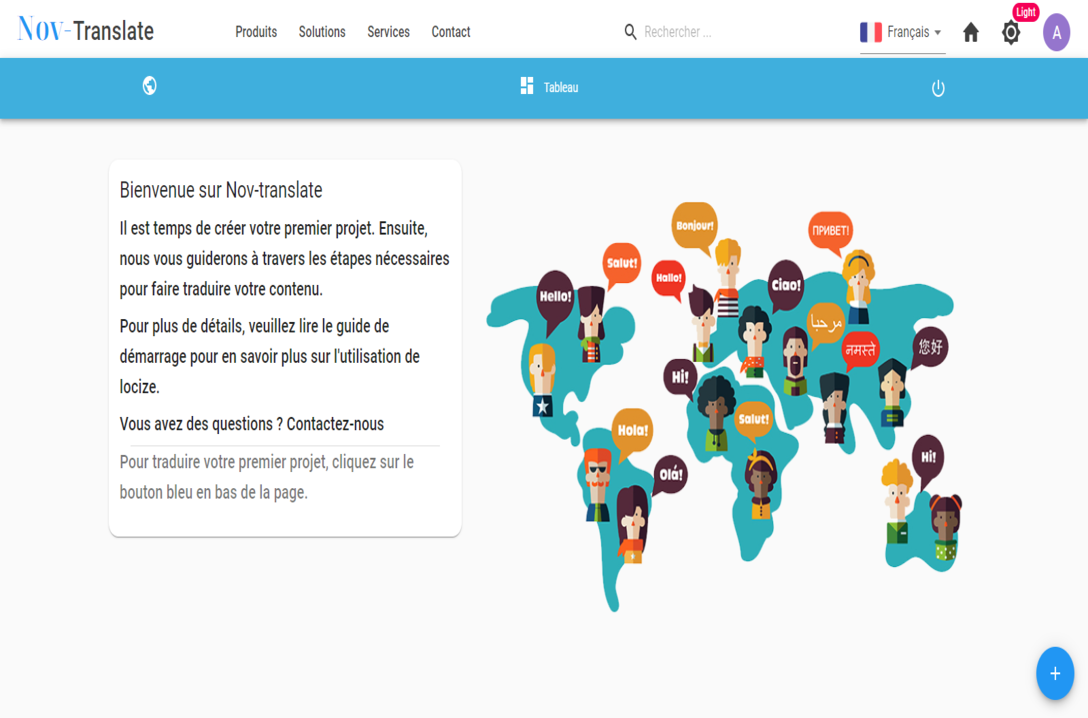 Nov-Translate
Produits Solutions Services Contact
Rechercher ...
Français
Light
A
Tableau
Bienvenue sur Nov-translate
Il est temps de créer votre premier projet. Ensuite,
nous vous guiderons à travers les étapes nécessaires
pour faire traduire votre contenu.
Pour plus de détails, veuillez lire le guide de
démarrage pour en savoir plus sur l'utilisation de
locize.
Vous avez des questions ? Contactez-nous
Pour traduire votre premier projet, cliquez sur le
bouton bleu en bas de la page.
Bonjour!
ПРИВЕТ!
Salut!
Hallo!
Ciao!
Hello!
مرحبا
नमस्ते
您好
Hi!
Salut!
Hola!
Olá!
Hi!
+